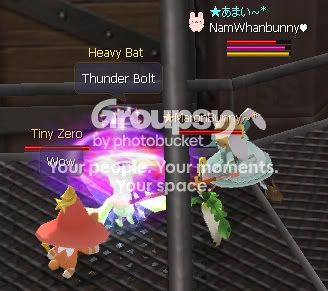 ★あまい~*
NamWhanbunny♥
Heavy Bat
Thunder Bolt
Groupsy
by photobucket
★MaronBunny
Tiny Zero
Wow
Your people. Your moments.
Your space.